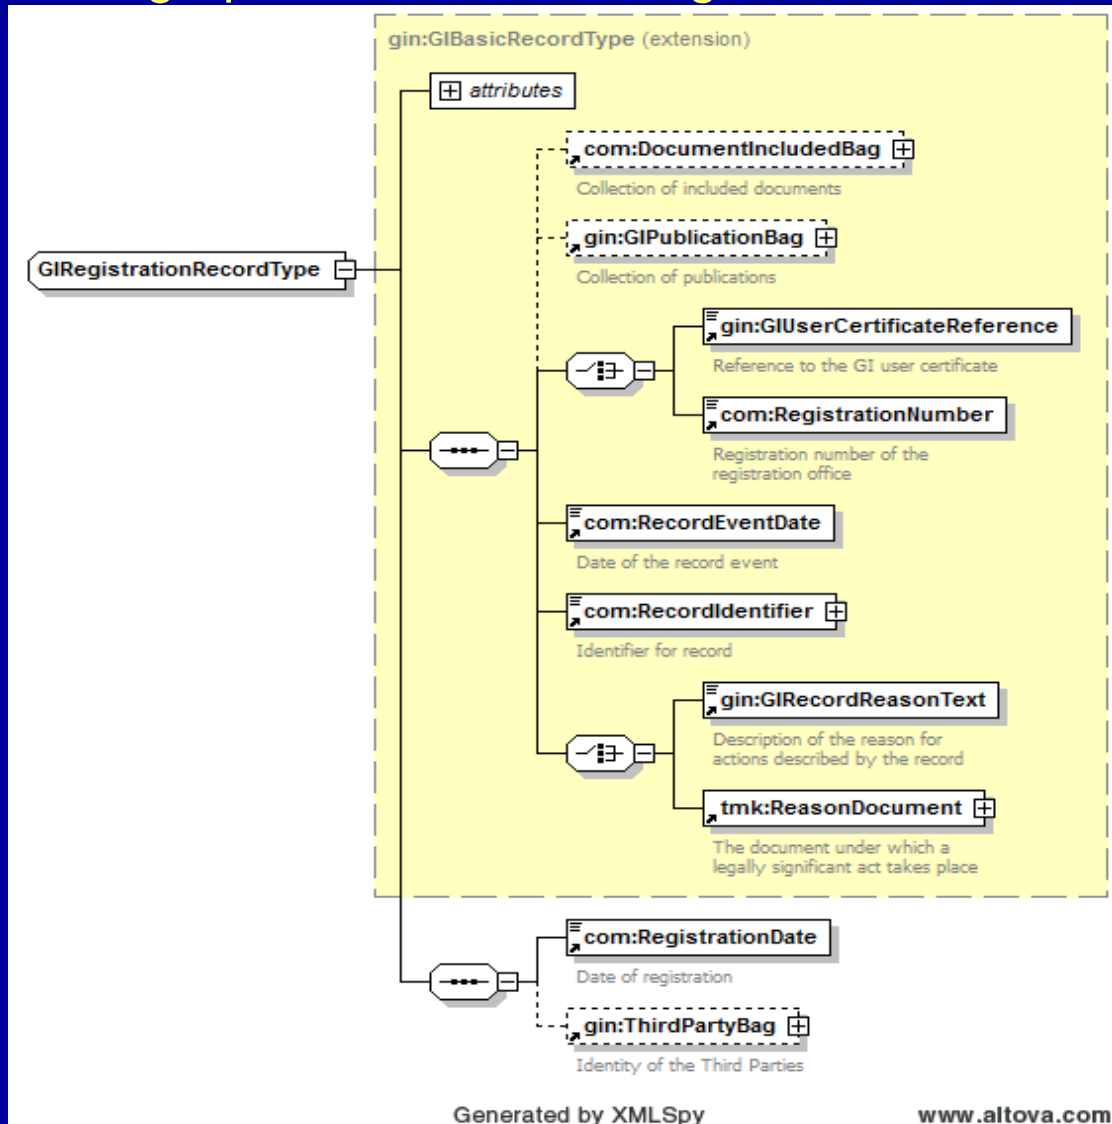 gin:GIBasicRecordType (extension)
attributes
com:DocumentIncludedBag
Collection of included documents
gin:GIPublicationBag
Collection of publications
GIRegistrationRecordType
gin:GIUserCertificateReference
Reference to the GI user certificate
com:RegistrationNumber
Registration number of the
registration office
com:RecordEventDate
Date of the record event
com:RecordIdentifier
Identifier for record
gin:GIRecordReasonText
Description of the reason for
actions described by the record
tmk:ReasonDocument
The document under which a
legally significant act takes place
com:RegistrationDate
Date of registration
gin:ThirdPartyBag
Identity of the Third Parties
Generated by XMLSpy
www.altova.com